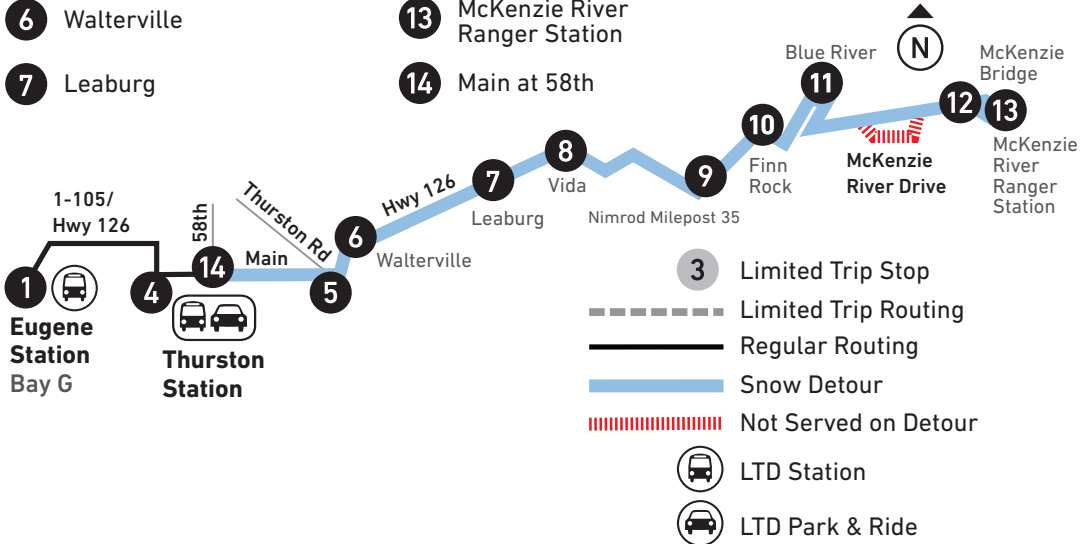 6 Walterville
7 Leaburg
13 McKenzie River
Ranger Station
14 Main at 58th
N
Blue River
11
McKenzie
Bridge
12
13
McKenzie
River
Ranger
Station
10
Finn
Rock
McKenzie
River Drive
9
Nimrod Milepost 35
8
Vida
7
Leaburg
Hwy 126
6
Walterville
Thurston Rd
5
58th
Main
14
1-105/
Hwy 126
1
4
Eugene
Station
Bay G
Thurston
Station
3 Limited Trip Stop
Limited Trip Routing
Regular Routing
Snow Detour
Not Served on Detour
LTD Station
LTD Park & Ride